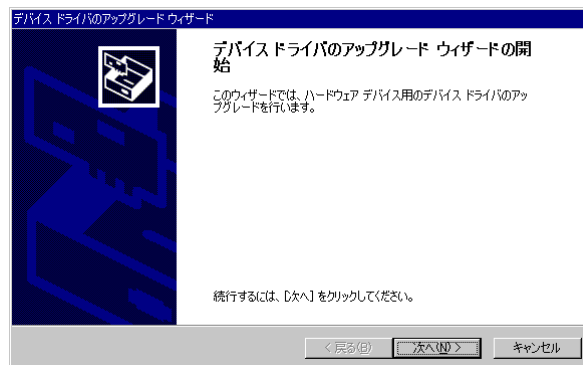 デバイス ドライバのアップグレード ウィザード
デバイス ドライバのアップグレード ウィザードの開
始
このウィザードでは、ハードウェア デバイス用のデバイス ドライバのアッ
プグレードを行います。
続行するには、[次へ] をクリックしてください。
< 戻る(B)
次へ(N) >
キャンセル